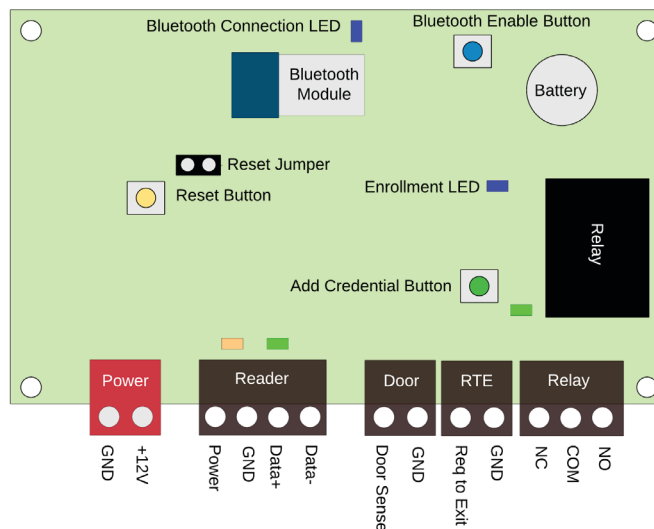 Bluetooth Connection LED
Bluetooth Enable Button
Bluetooth
Module
Battery
Reset Jumper
Reset Button
Enrollment LED
Relay
Add Credential Button
Power
Reader
Door
RTE
Relay
GND
+12V
Power
GND
Data+
Data-
Door Sense
GND
Req to Exit
GND
NC
COM
NO